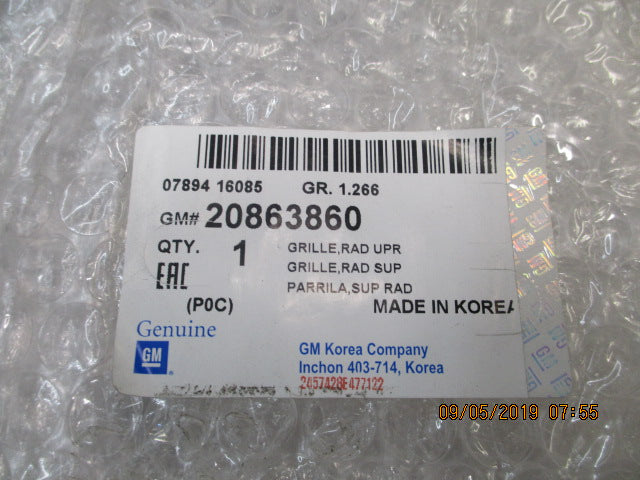 07894 16085 GR. 1.266
GM# 20863860
QTY. 1
GRILLE,RAD UPR
GRILLE,RAD SUP
PARRILA,SUP RAD
EAC
(P0C)
MADE IN KOREA
Genuine
GM
GM Korea Company
Inchon 403-714, Korea
09/05/2019 07:55